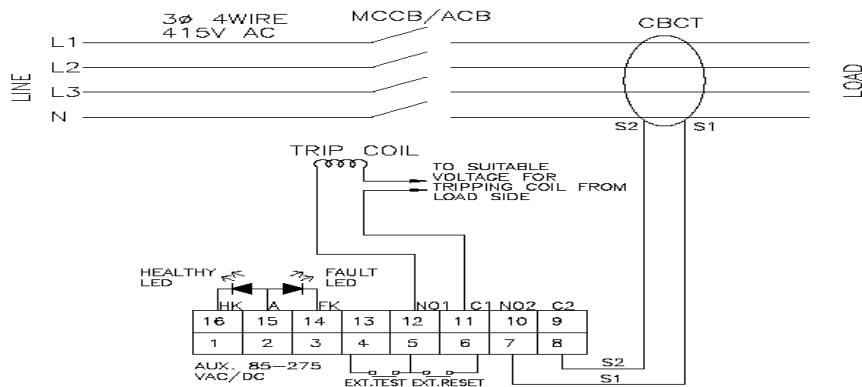 3ø 4WIRE
415V AC
MCCB/ACB
CBCT
L1
L2
L3
N
LINE
LOAD
S2
S1
TRIP COIL
TO SUITABLE
VOLTAGE FOR
TRIPPING COIL FROM
LOAD SIDE
HEALTHY
LED
FAULT
LED
HK A FK NO1 C1 NO2 C2
16 15 14 13 12 11 10 9
1 2 3 4 5 6 7 8
AUX. 85-275
VAC/DC
EXT.TEST EXT.RESET
S2
S1